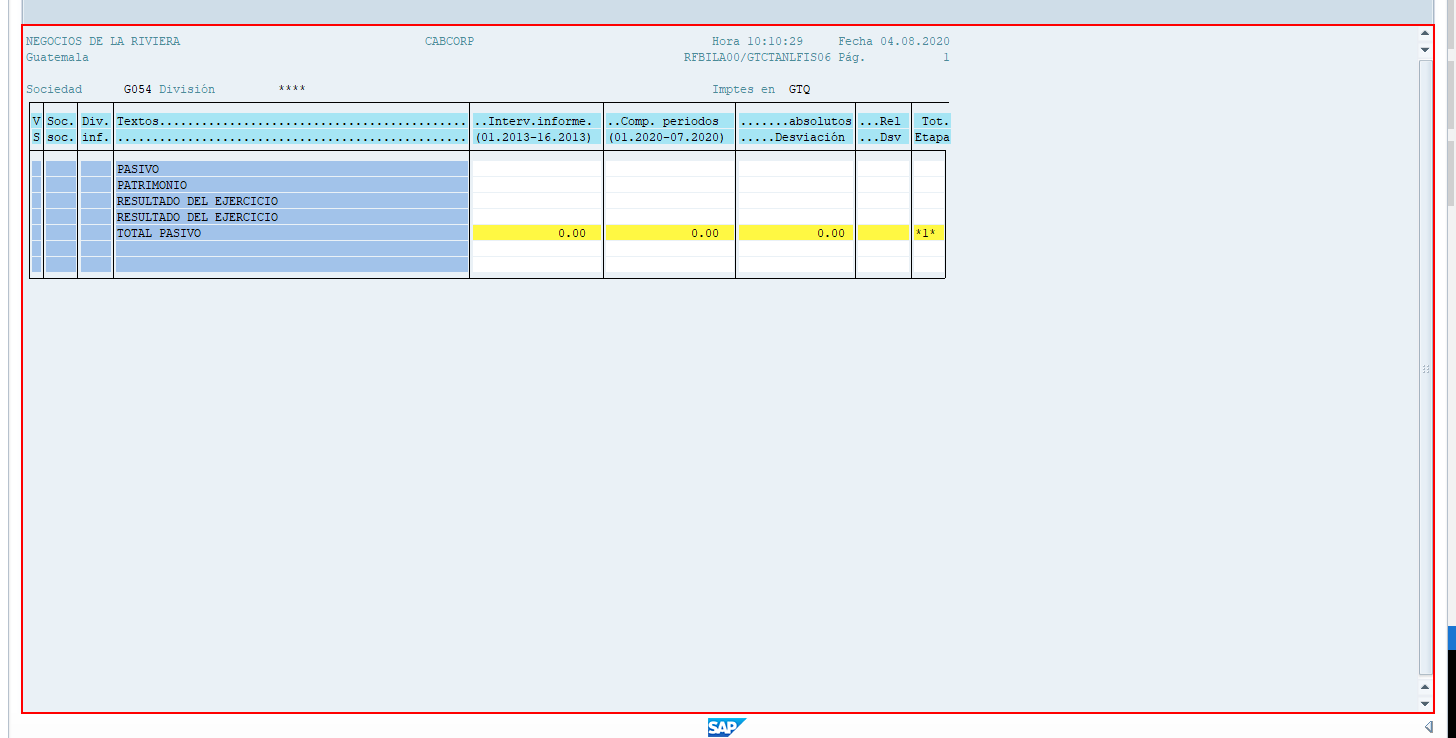 NEGOCIOS DE LA RIVIERA CABCORP Hora 10:10:29 Fecha 04.08.2020
Guatemala RFBILA00/GTCTANLFIS06 Pág. 1
Sociedad G054 División **** Imptes en GTQ
V Soc. Div. Textos............................................ ..Interv.informe. ..Comp. periodos .......absolutos ...Rel Tot.
S soc. inf. .................................................. (01.2013-16.2013) (01.2020-07.2020) .....Desviación ...Dsv Etapa
PASIVO
PATRIMONIO
RESULTADO DEL EJERCICIO
RESULTADO DEL EJERCICIO
TOTAL PASIVO 0.00 0.00 0.00 *1*
SAP